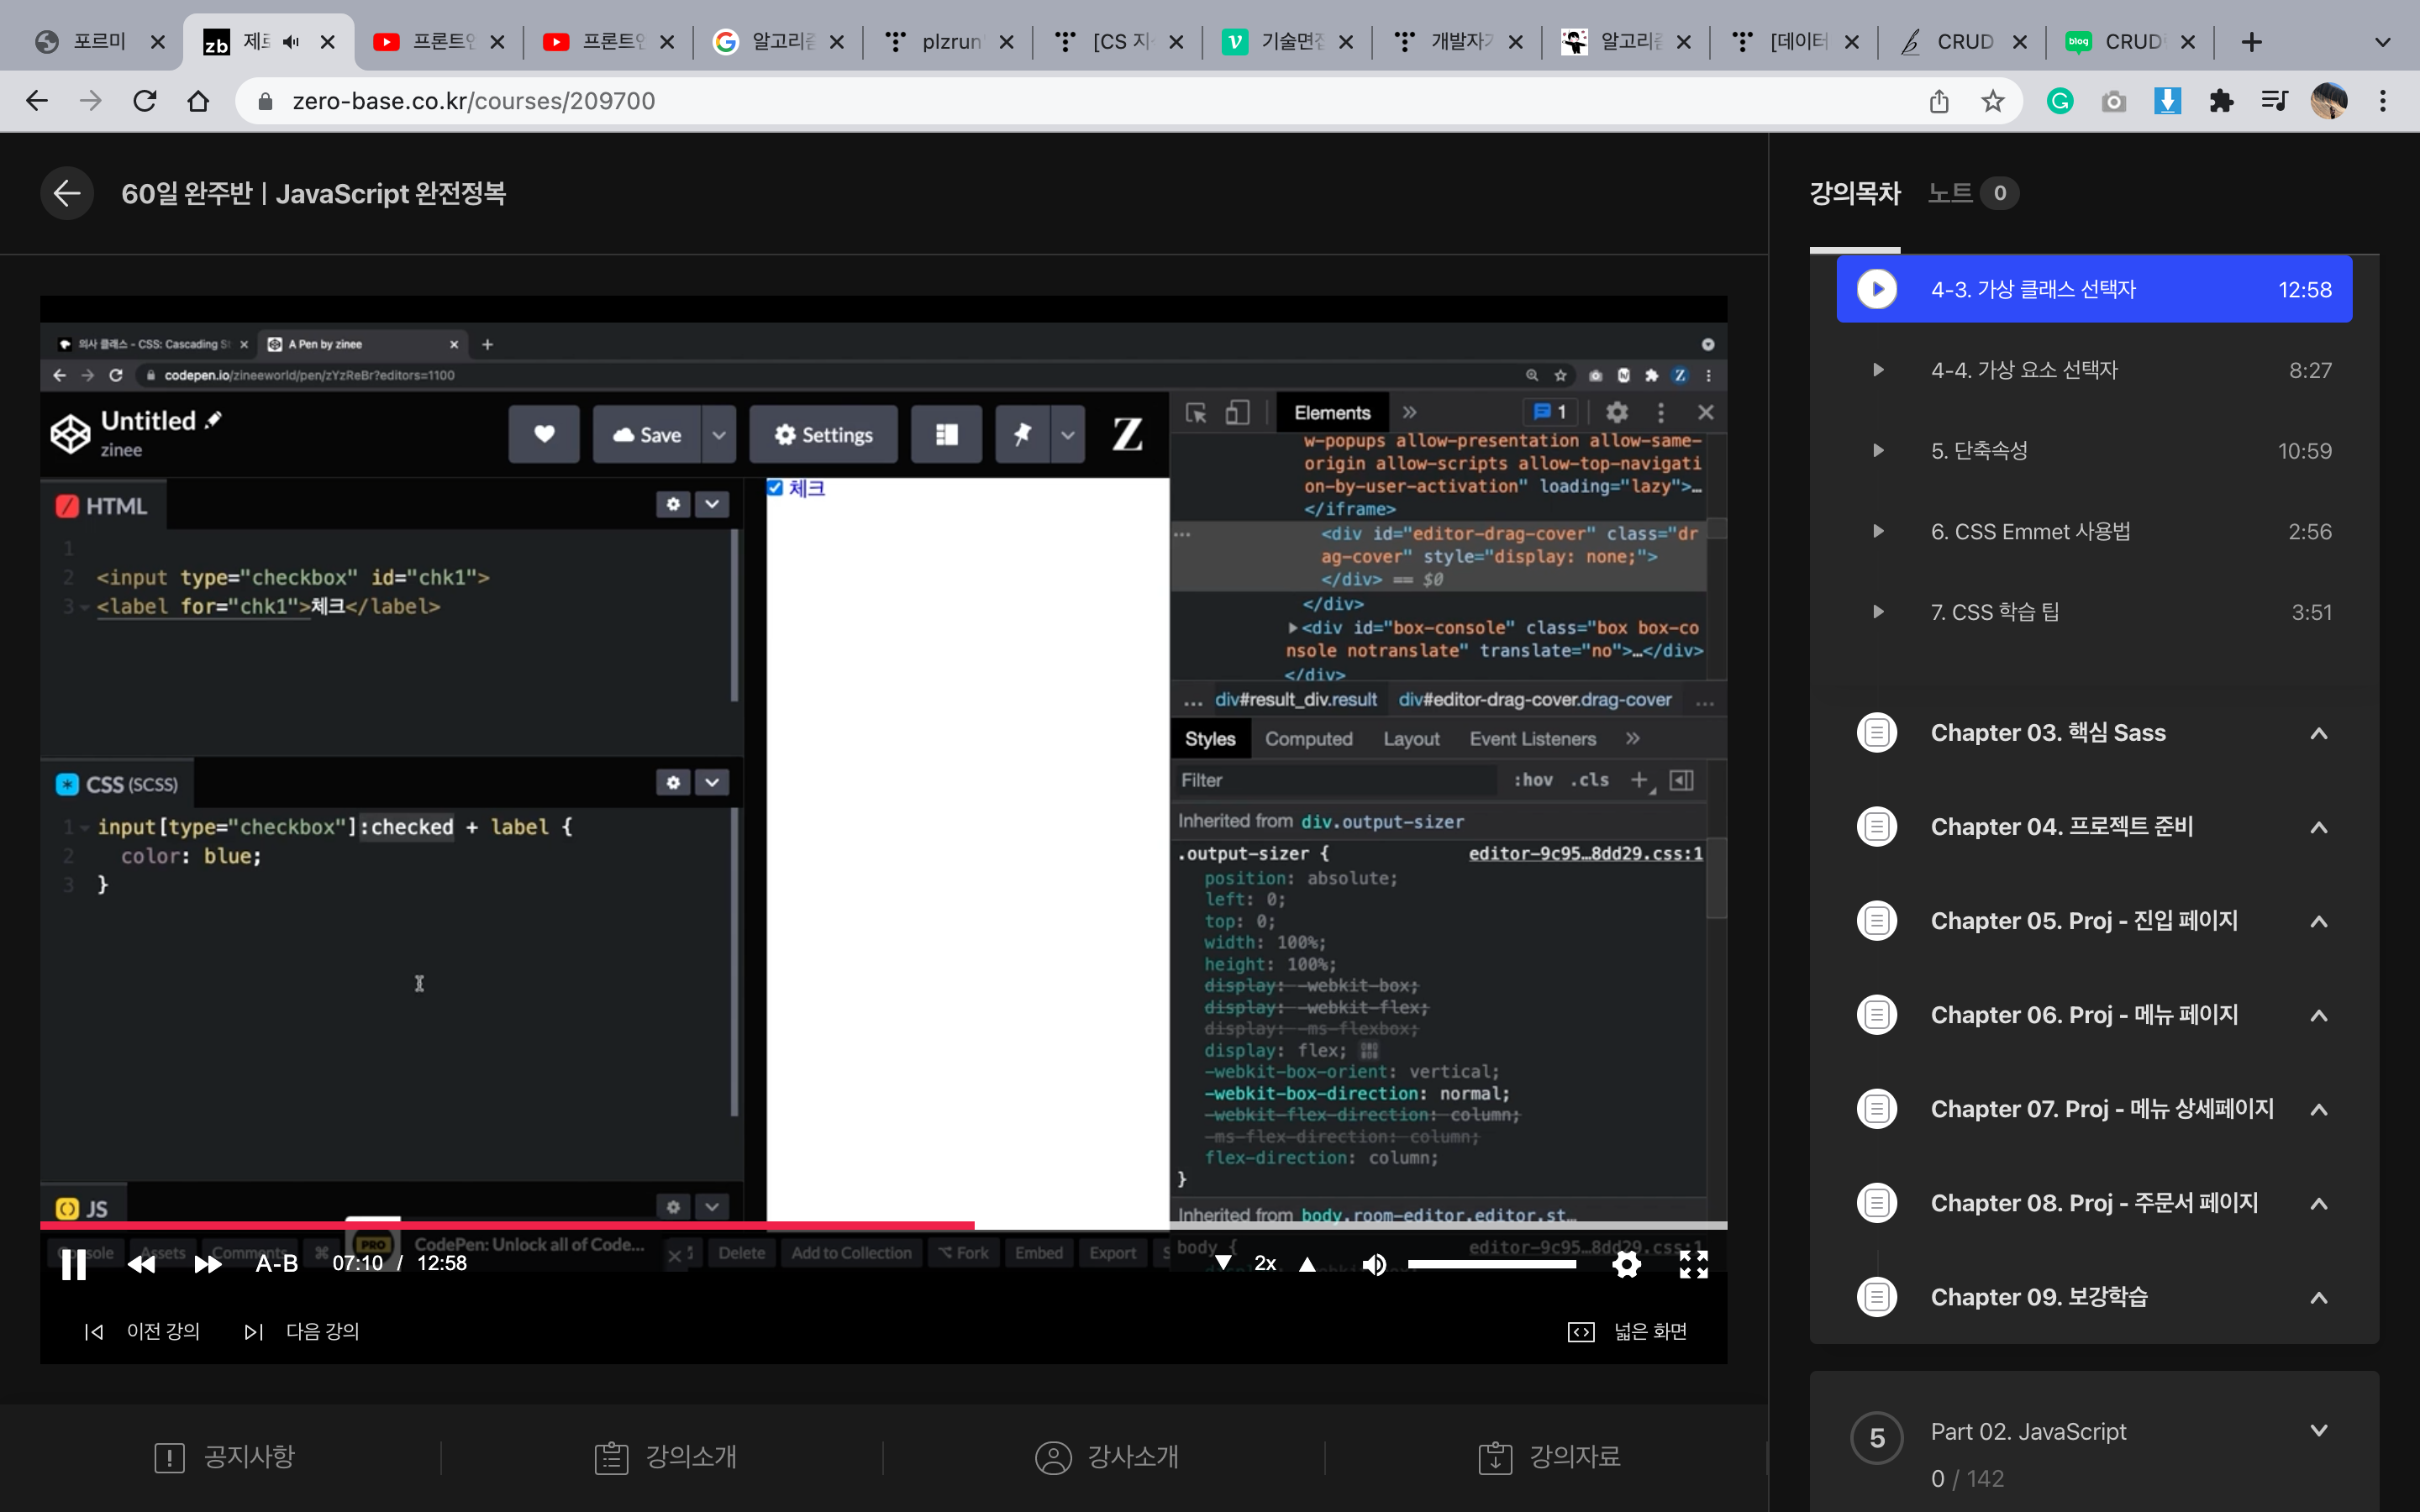 포르미
제로
프론트엔
프론트엔
알고리즘
plzrun
[CS 지
기술면접
개발자가
알고리즘
[데이터
CRUD
CRUD
zero-base.co.kr/courses/209700
60일 완주반 | JavaScript 완전정복
의사 클래스 - CSS: Cascading St
A Pen by zinee
codepen.io/zineeworld/pen/zYzReBr?editors=1100
Untitled
zinee
Save
Settings
HTML
1
2 <input type="checkbox" id="chk1">
3 <label for="chk1">체크</label>
CSS (SCSS)
1 input[type="checkbox"]:checked + label {
2 color: blue;
3 }
JS
체크
Elements
1
w-popups allow-presentation allow-same-
origin allow-scripts allow-top-navigati
on-by-user-activation" loading="lazy">…
</iframe>
<div id="editor-drag-cover" class="dr
ag-cover" style="display: none;">
</div> == $0
</div>
<div id="box-console" class="box box-co
nsole notranslate" translate="no">…</div>
</div>
… div#result_div.result div#editor-drag-cover.drag-cover …
Styles Computed Layout Event Listeners
Filter :hov .cls
Inherited from div.output-sizer
.output-sizer { editor-9c95…8dd29.css:1
position: absolute;
left: 0;
top: 0;
width: 100%;
height: 100%;
display: -webkit-box;
display: -webkit-flex;
display: -ms-flexbox;
display: flex;
-webkit-box-orient: vertical;
-webkit-box-direction: normal;
-webkit-flex-direction: column;
-ms-flex-direction: column;
flex-direction: column;
}
Inherited from body.room-editor.editor.st…
body { editor-9c95…8dd29.css:1
Console Assets Comments ⌘
PRO
CodePen: Unlock all of Code...
Delete Add to Collection Fork Embed Export
A-B 07:10 / 12:58
2x
이전 강의 다음 강의
넓은 화면
공지사항
강의소개
강사소개
강의자료
강의목차 노트 0
4-3. 가상 클래스 선택자 12:58
4-4. 가상 요소 선택자 8:27
5. 단축속성 10:59
6. CSS Emmet 사용법 2:56
7. CSS 학습 팁 3:51
Chapter 03. 핵심 Sass
Chapter 04. 프로젝트 준비
Chapter 05. Proj - 진입 페이지
Chapter 06. Proj - 메뉴 페이지
Chapter 07. Proj - 메뉴 상세페이지
Chapter 08. Proj - 주문서 페이지
Chapter 09. 보강학습
5 Part 02. JavaScript
0 / 142